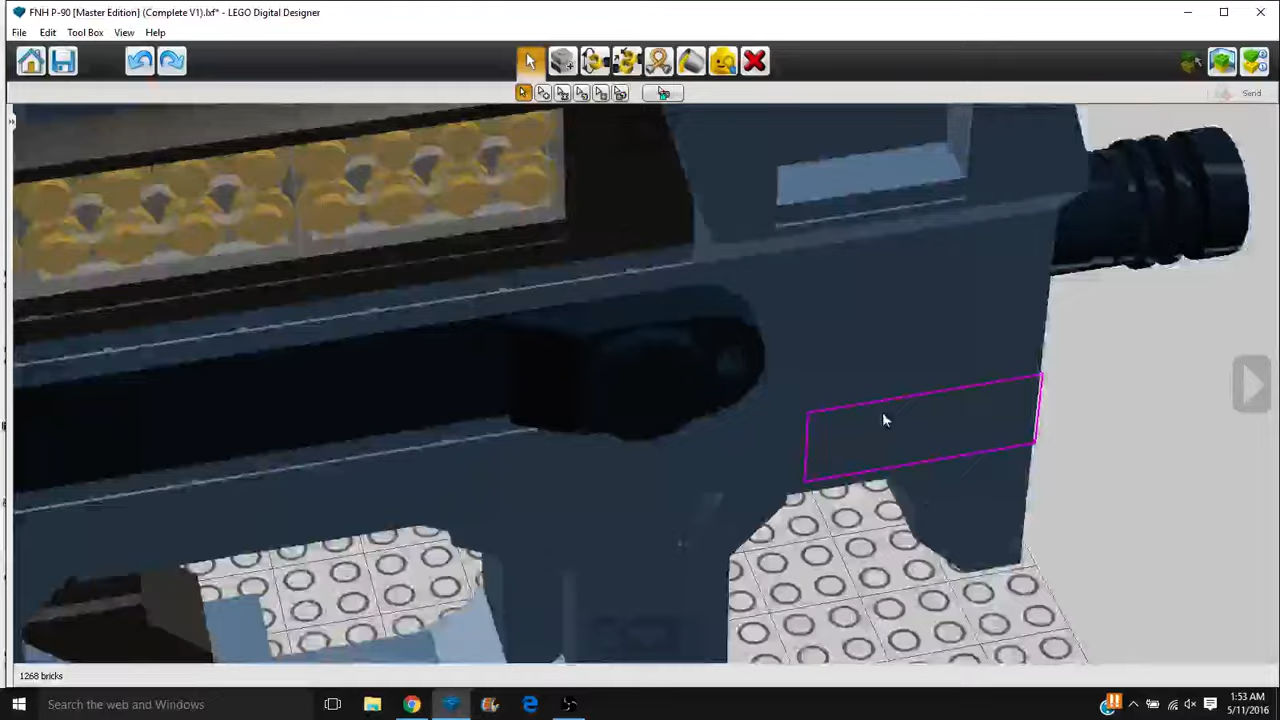 FNH P-90 [Master Edition] (Complete V1).lxf* - LEGO Digital Designer
File Edit Tool Box View Help
Send
1268 bricks
Search the web and Windows
1:53 AM
5/11/2016